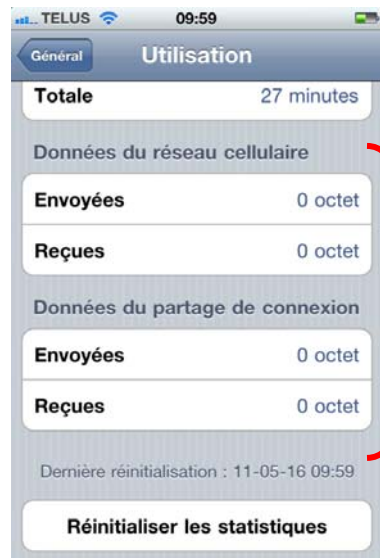 TELUS 09:59
Général Utilisation
Totale 27 minutes
Données du réseau cellulaire
Envoyées 0 octet
Reçues 0 octet
Données du partage de connexion
Envoyées 0 octet
Reçues 0 octet
Dernière réinitialisation : 11-05-16 09:59
Réinitialiser les statistiques